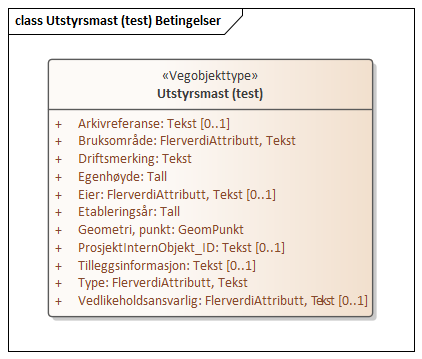 class Utstyrsmast (test) Betingelser
«Vegobjekttype»
Utstyrsmast (test)
+ Arkivreferanse: Tekst [0..1]
+ Bruksområde: FlerverdiAttributt, Tekst
+ Driftsmerking: Tekst
+ Egenhøyde: Tall
+ Eier: FlerverdiAttributt, Tekst [0..1]
+ Etableringsår: Tall
+ Geometri, punkt: GeomPunkt
+ ProsjektInternObjekt_ID: Tekst [0..1]
+ Tilleggsinformasjon: Tekst [0..1]
+ Type: FlerverdiAttributt, Tekst
+ Vedlikeholdsansvarlig: FlerverdiAttributt, Tekst [0..1]